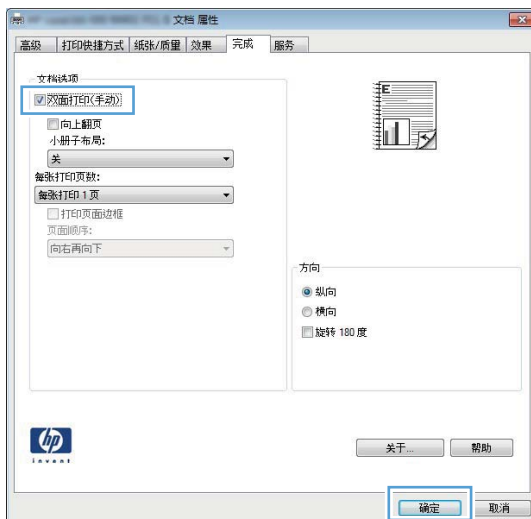 文档 属性
高级 打印快捷方式 纸张/质量 效果 完成 服务
文档选项
双面打印(手动)
向上翻页
小册子布局:
关
每张打印页数:
每张打印 1 页
打印页面边框
页面顺序:
向右再向下
E
方向
纵向
横向
旋转 180 度
hp
invent
关于... 帮助
确定 取消